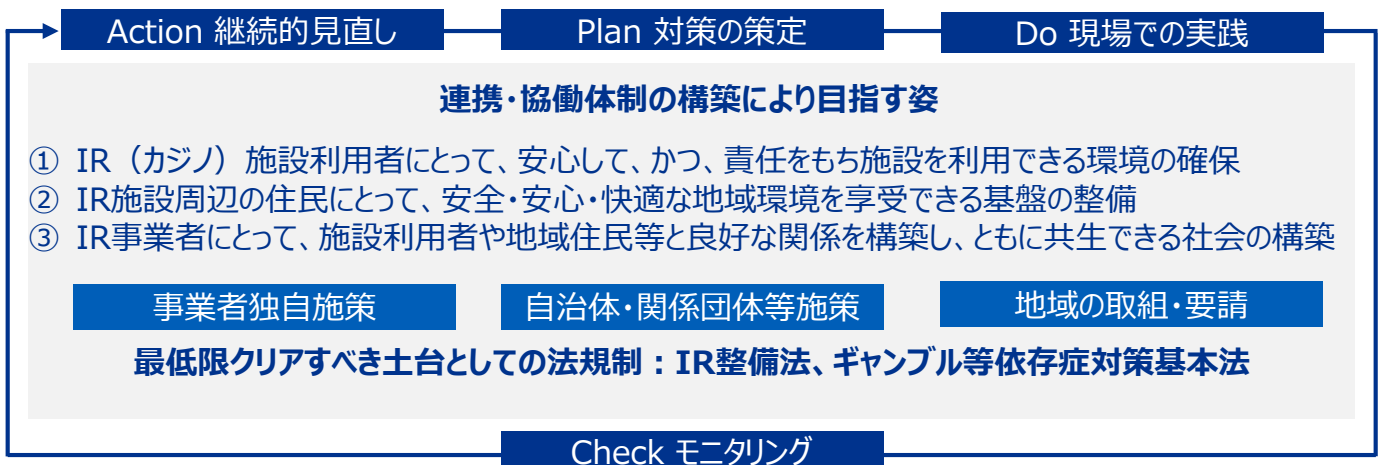 Action 継続的見直し
Plan 対策の策定
Do 現場での実践
連携・協働体制の構築により目指す姿
① IR（カジノ）施設利用者にとって、安心して、かつ、責任をもち施設を利用できる環境の確保
② IR施設周辺の住民にとって、安全・安心・快適な地域環境を享受できる基盤の整備
③ IR事業者にとって、施設利用者や地域住民等と良好な関係を構築し、ともに共生できる社会の構築
事業者独自施策
自治体・関係団体等施策
地域の取組・要請
最低限クリアすべき土台としての法規制：IR整備法、ギャンブル等依存症対策基本法
Check モニタリング